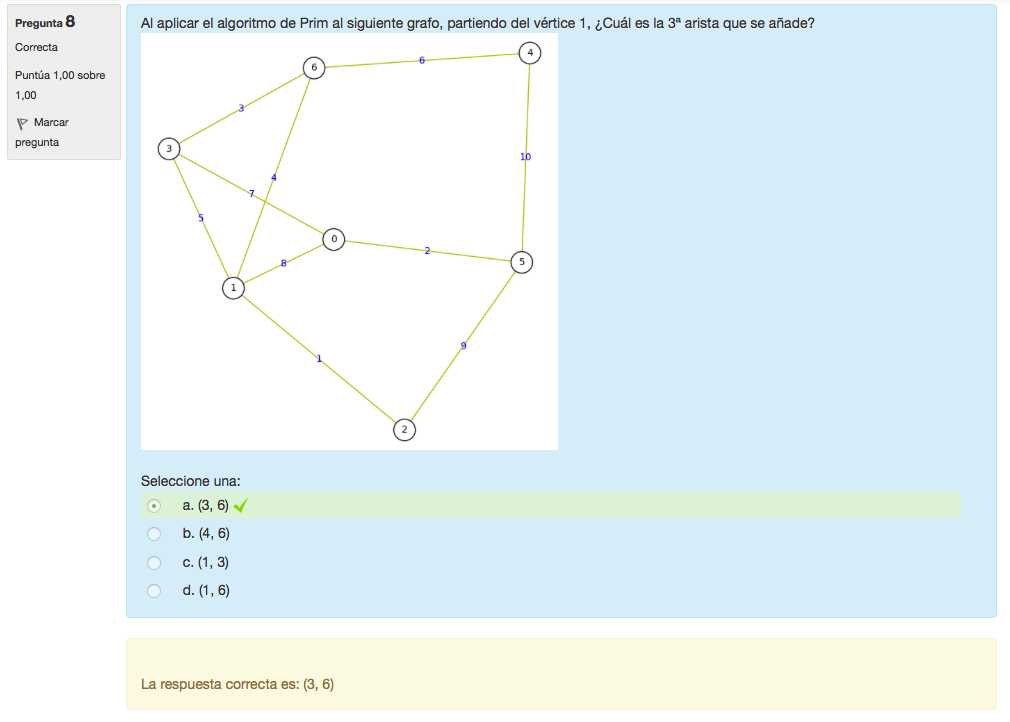 Pregunta 8
Correcta
Puntúa 1,00 sobre
1,00
Marcar
pregunta
Al aplicar el algoritmo de Prim al siguiente grafo, partiendo del vértice 1, ¿Cuál es la 3ª arista que se añade?
4
6
6
3
3
10
4
7
5
0
2
5
8
1
9
1
2
Seleccione una:
a. (3, 6)
b. (4, 6)
c. (1, 3)
d. (1, 6)
La respuesta correcta es: (3, 6)